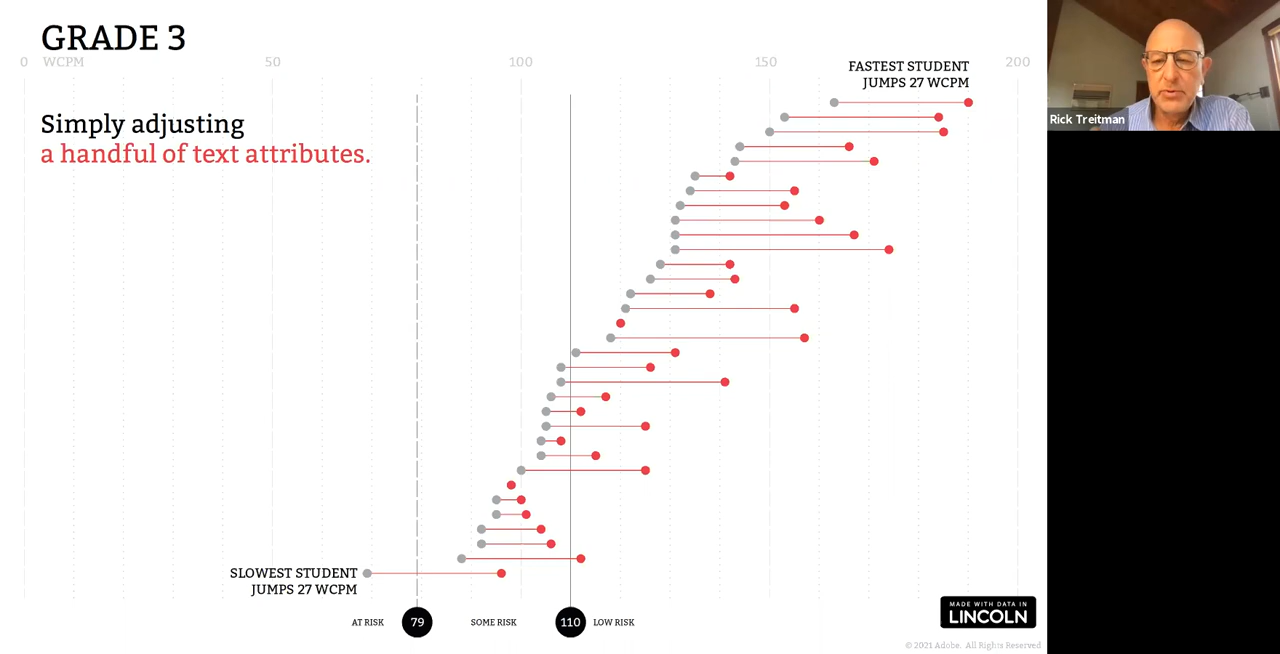 GRADE 3
0 WCPM 50 100 150 200
FASTEST STUDENT
JUMPS 27 WCPM
Simply adjusting
a handful of text attributes.
Rick Treitman
SLOWEST STUDENT
JUMPS 27 WCPM
AT RISK 79 SOME RISK 110 LOW RISK
MADE WITH DATA IN
LINCOLN
© 2021 Adobe. All Rights Reserved